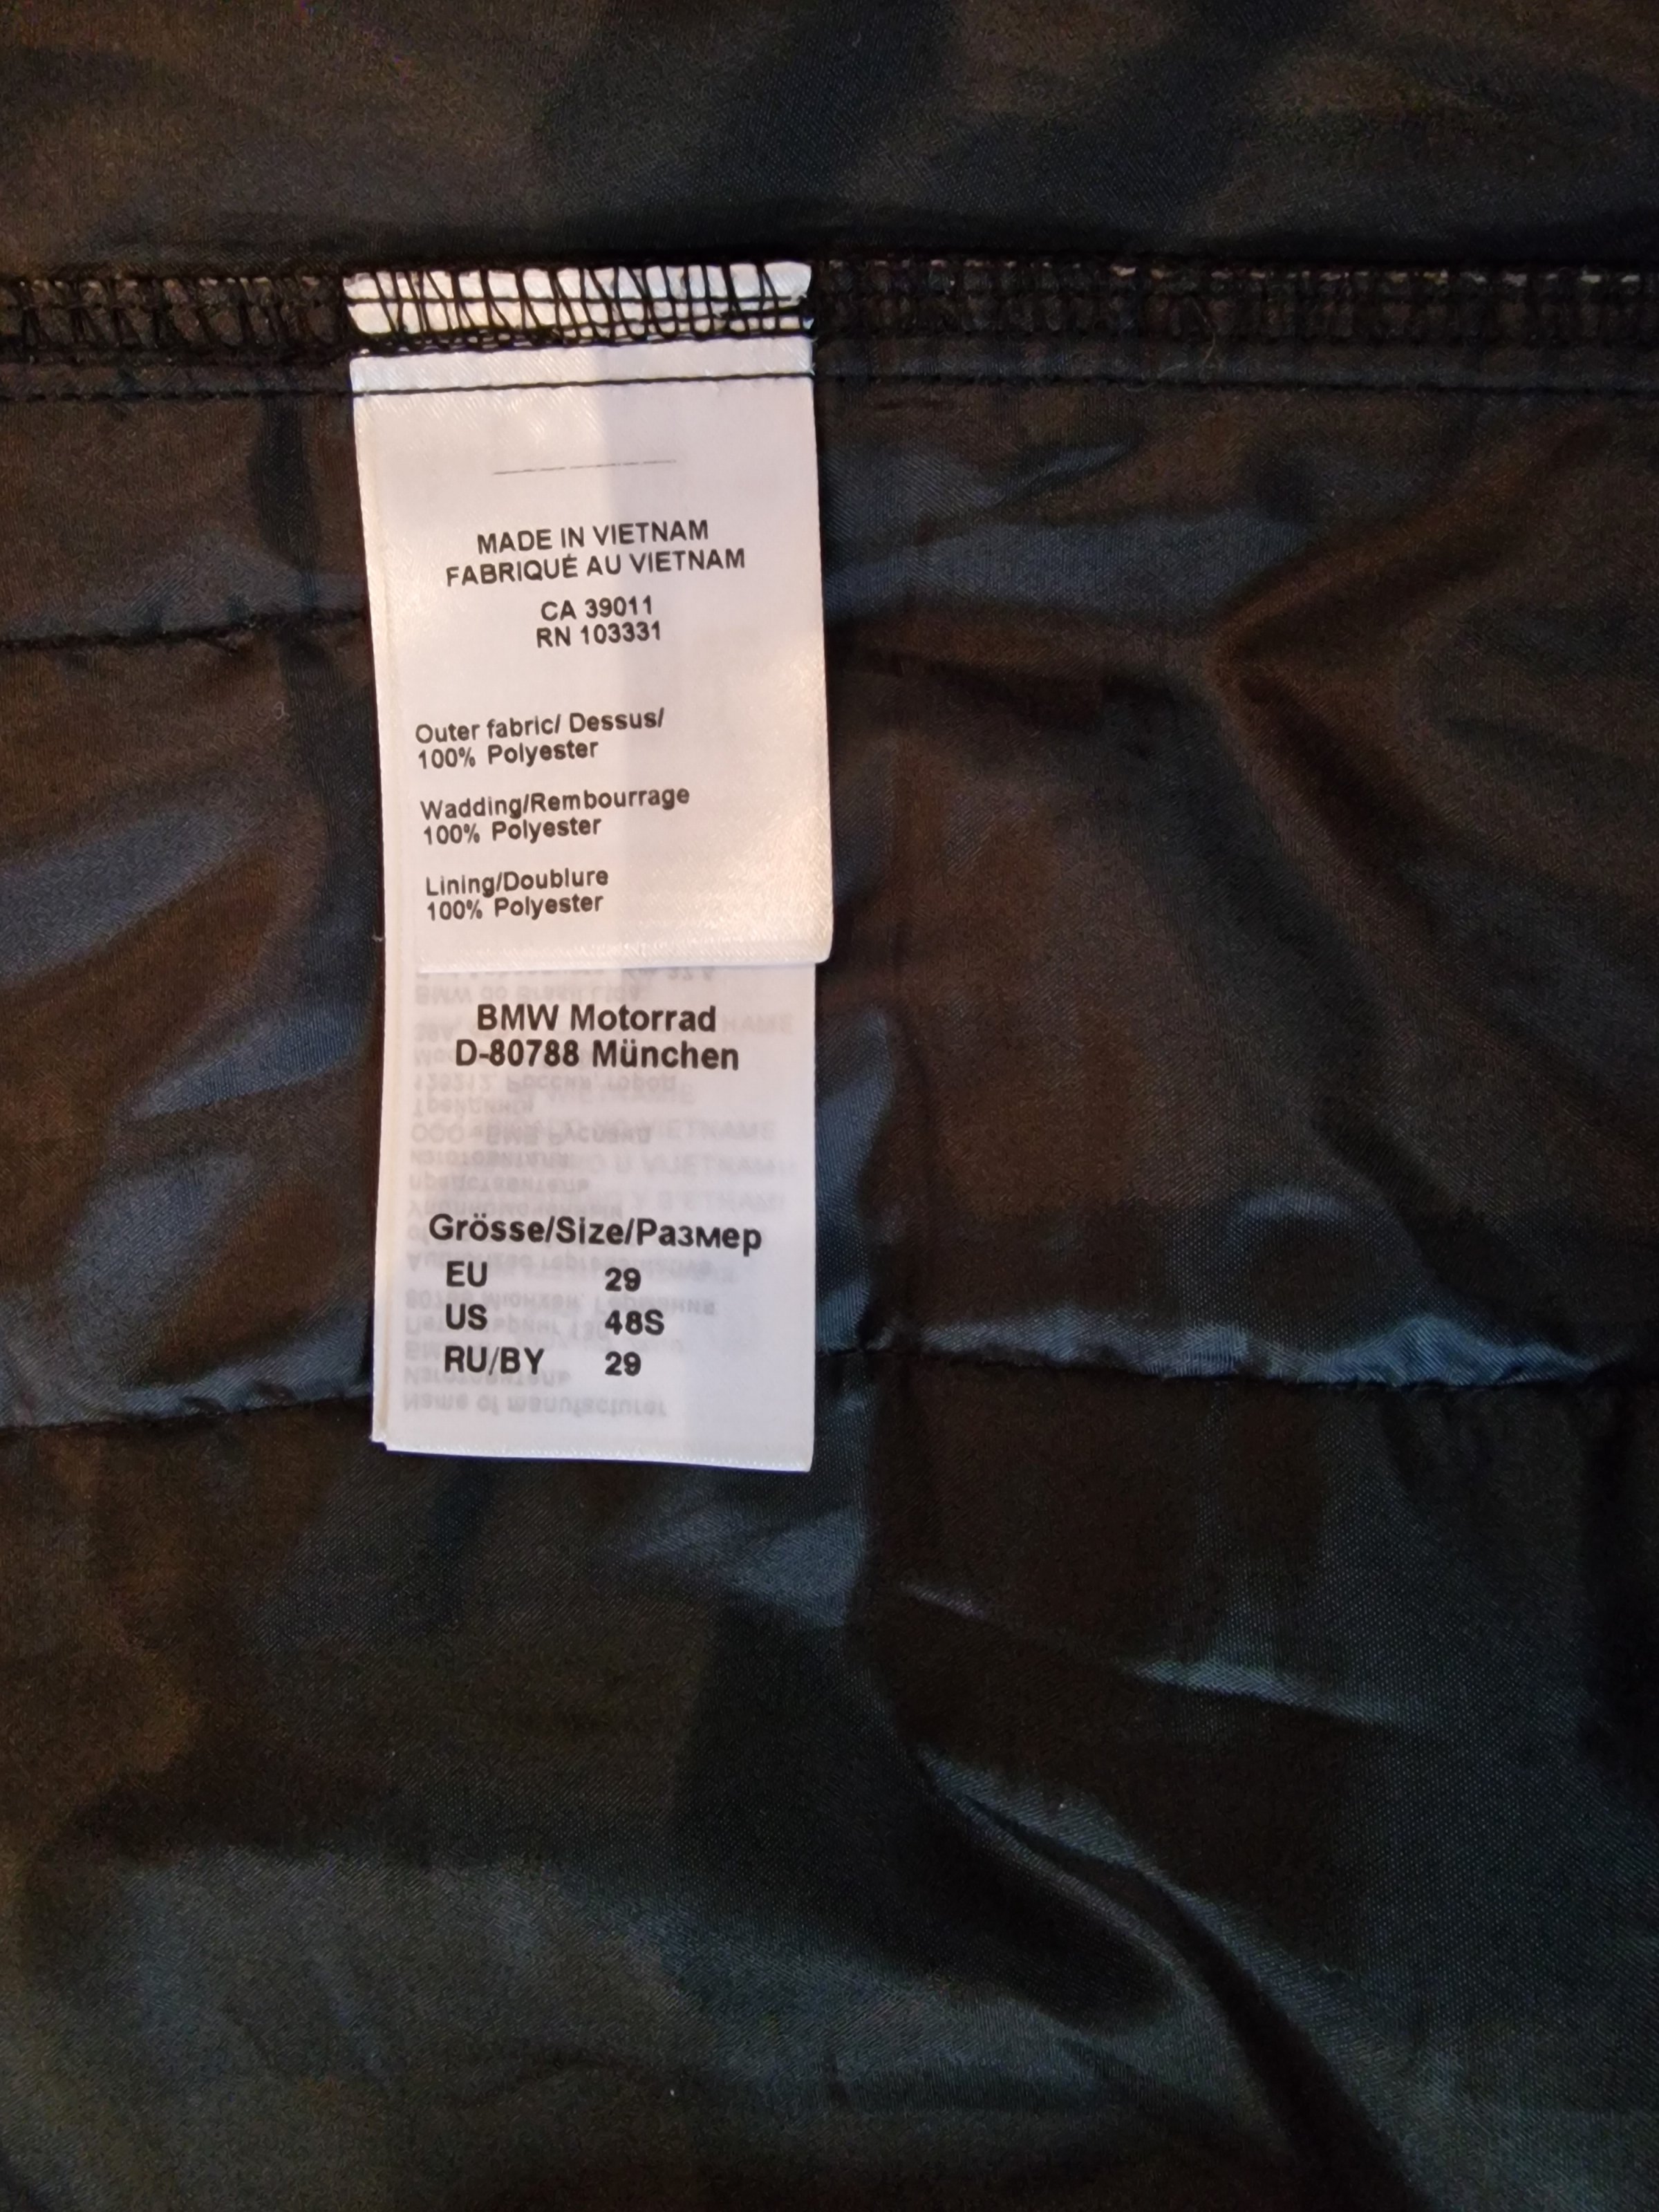 MADE IN VIETNAM
FABRIQUÉ AU VIETNAM
CA 39011
RN 103331
Outer fabric/ Dessus/
100% Polyester
Wadding/Rembourrage
100% Polyester
Lining/Doublure
100% Polyester
BMW Motorrad
D-80788 München
Grösse/Size/Размер
EU 29
US 48S
RU/BY 29